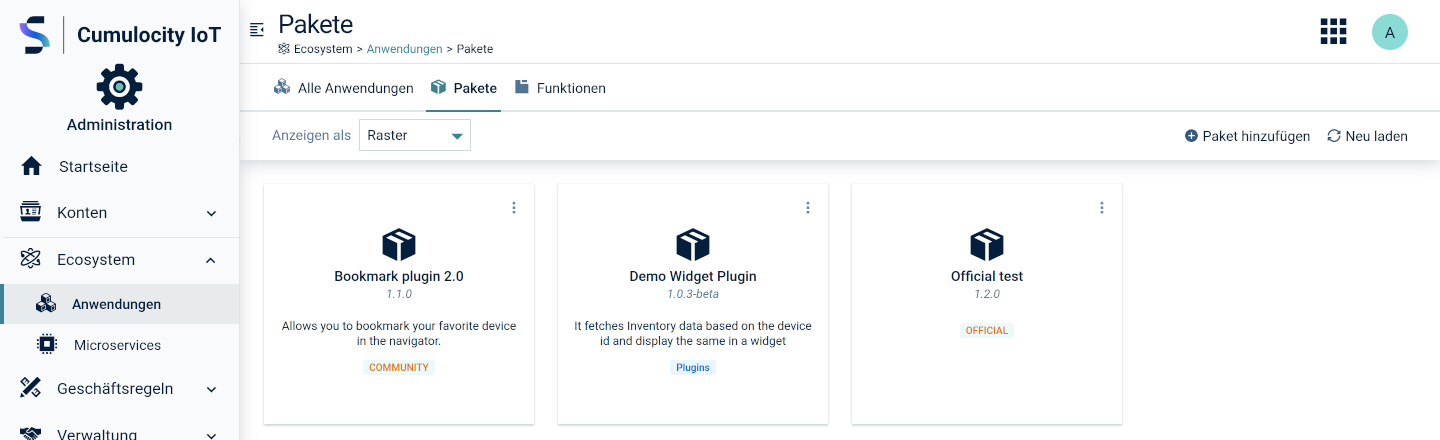 Cumulocity IoT
Administration
Startseite
Konten
Ecosystem
Anwendungen
Microservices
Geschäftsregeln
Verwaltung
Pakete
Ecosystem > Anwendungen > Pakete
A
Alle Anwendungen Pakete Funktionen
Anzeigen als Raster
Paket hinzufügen Neu laden
Bookmark plugin 2.0
1.1.0
Allows you to bookmark your favorite device
in the navigator.
COMMUNITY
Demo Widget Plugin
1.0.3-beta
It fetches Inventory data based on the device
id and display the same in a widget
Plugins
Official test
1.2.0
OFFICIAL